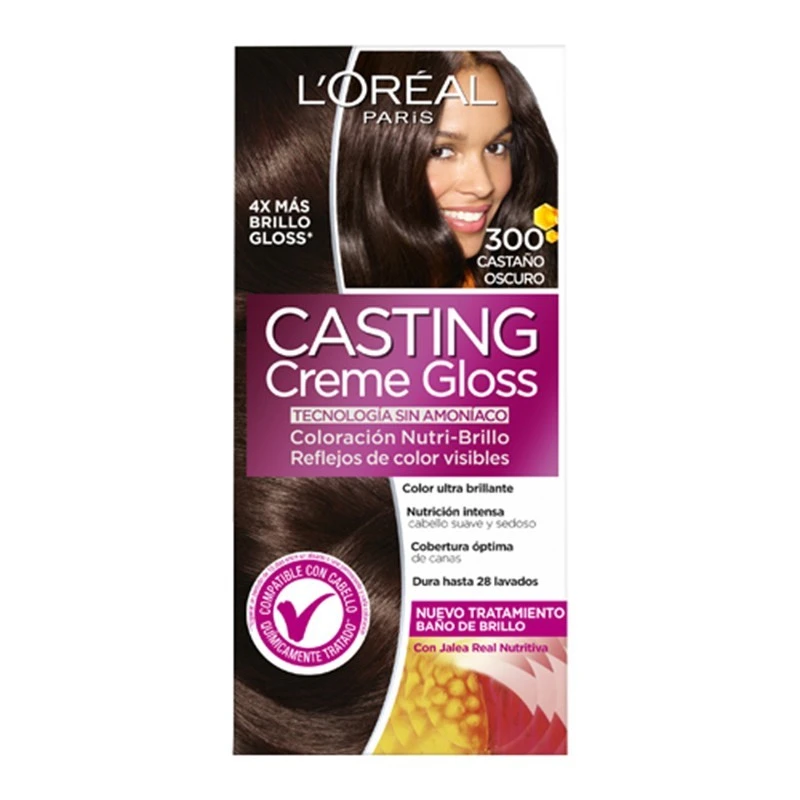 L'ORÉAL
PARiS
4X MÁS
BRILLO
GLOSS*
300
CASTAÑO
OSCURO
CASTING
Creme Gloss
TECNOLOGÍA SIN AMONÍACO
Coloración Nutri-Brillo
Reflejos de color visibles
Color ultra brillante
Nutrición intensa
cabello suave y sedoso
Cobertura óptima
de canas
Dura hasta 28 lavados
COMPATIBLE CON CABELLO
QUÍMICAMENTE TRATADO
NUEVO TRATAMIENTO
BAÑO DE BRILLO
Con Jalea Real Nutritiva